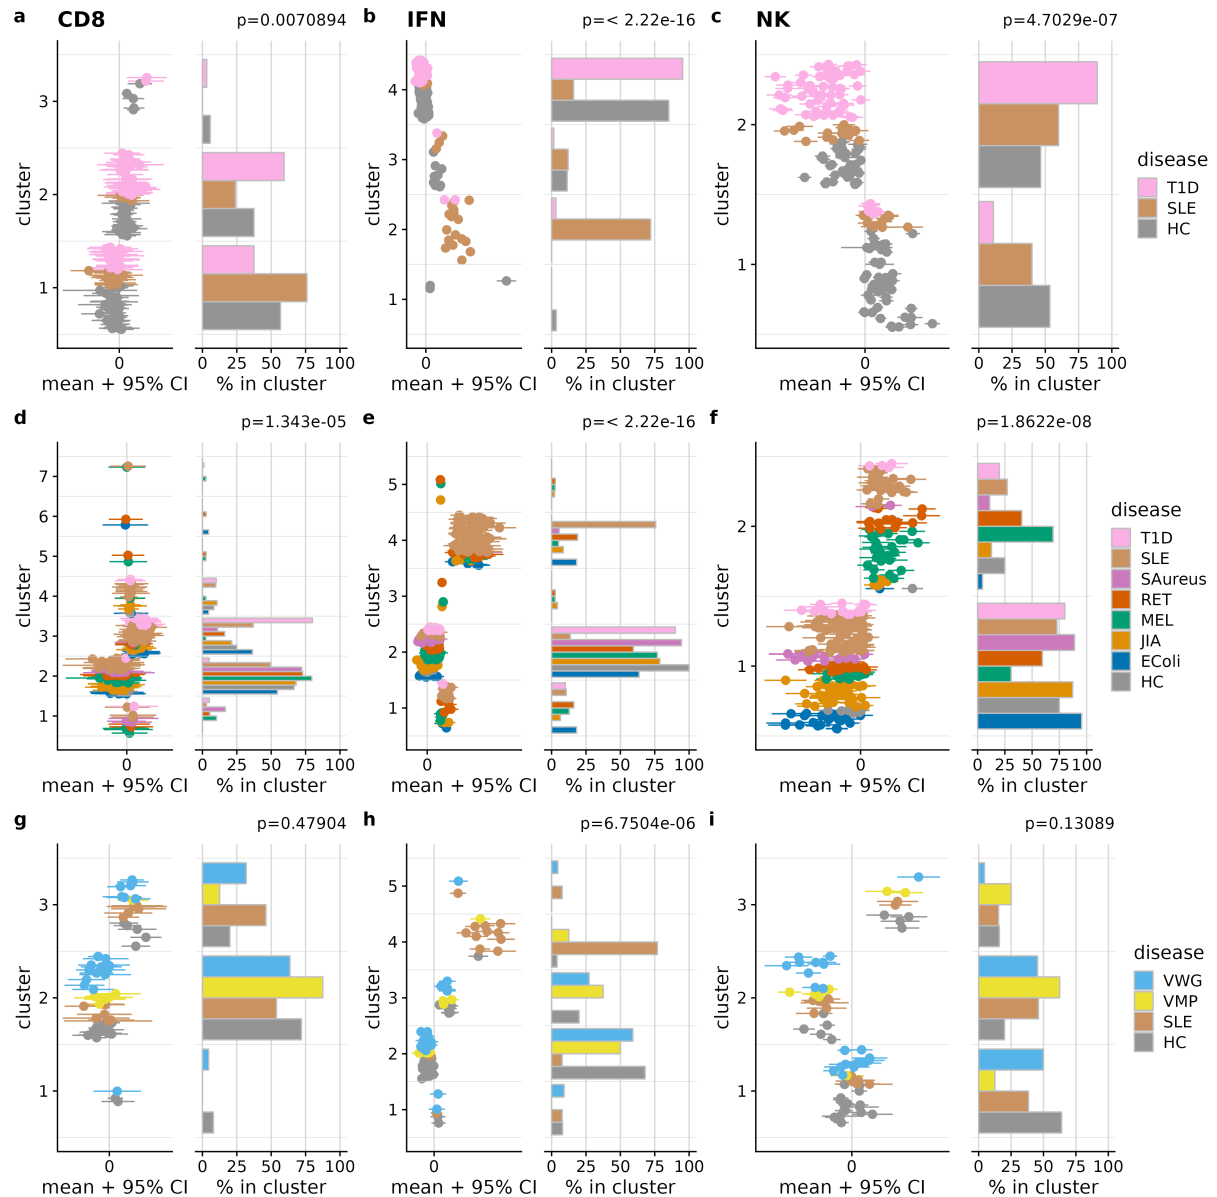 a CD8 p=0.0070894 b IFN p=< 2.22e-16 c NK p=4.7029e-07
cluster 3 2 1
0 0 25 50 75 100
mean + 95% CI % in cluster
cluster 4 3 2 1
0 0 25 50 75 100
mean + 95% CI % in cluster
cluster 2 1
0 0 25 50 75 100
mean + 95% CI % in cluster
disease
T1D
SLE
HC
d p=1.343e-05 e p=< 2.22e-16 f p=1.8622e-08
cluster 7 6 5 4 3 2 1
0 0 25 50 75 100
mean + 95% CI % in cluster
cluster 5 4 3 2 1
0 0 25 50 75 100
mean + 95% CI % in cluster
cluster 2 1
0 0 25 50 75 100
mean + 95% CI % in cluster
disease
T1D
SLE
SAureus
RET
MEL
JIA
EColi
HC
g p=0.47904 h p=6.7504e-06 i p=0.13089
cluster 3 2 1
0 0 25 50 75 100
mean + 95% CI % in cluster
cluster 5 4 3 2 1
0 0 25 50 75 100
mean + 95% CI % in cluster
cluster 3 2 1
0 0 25 50 75 100
mean + 95% CI % in cluster
disease
VWG
VMP
SLE
HC